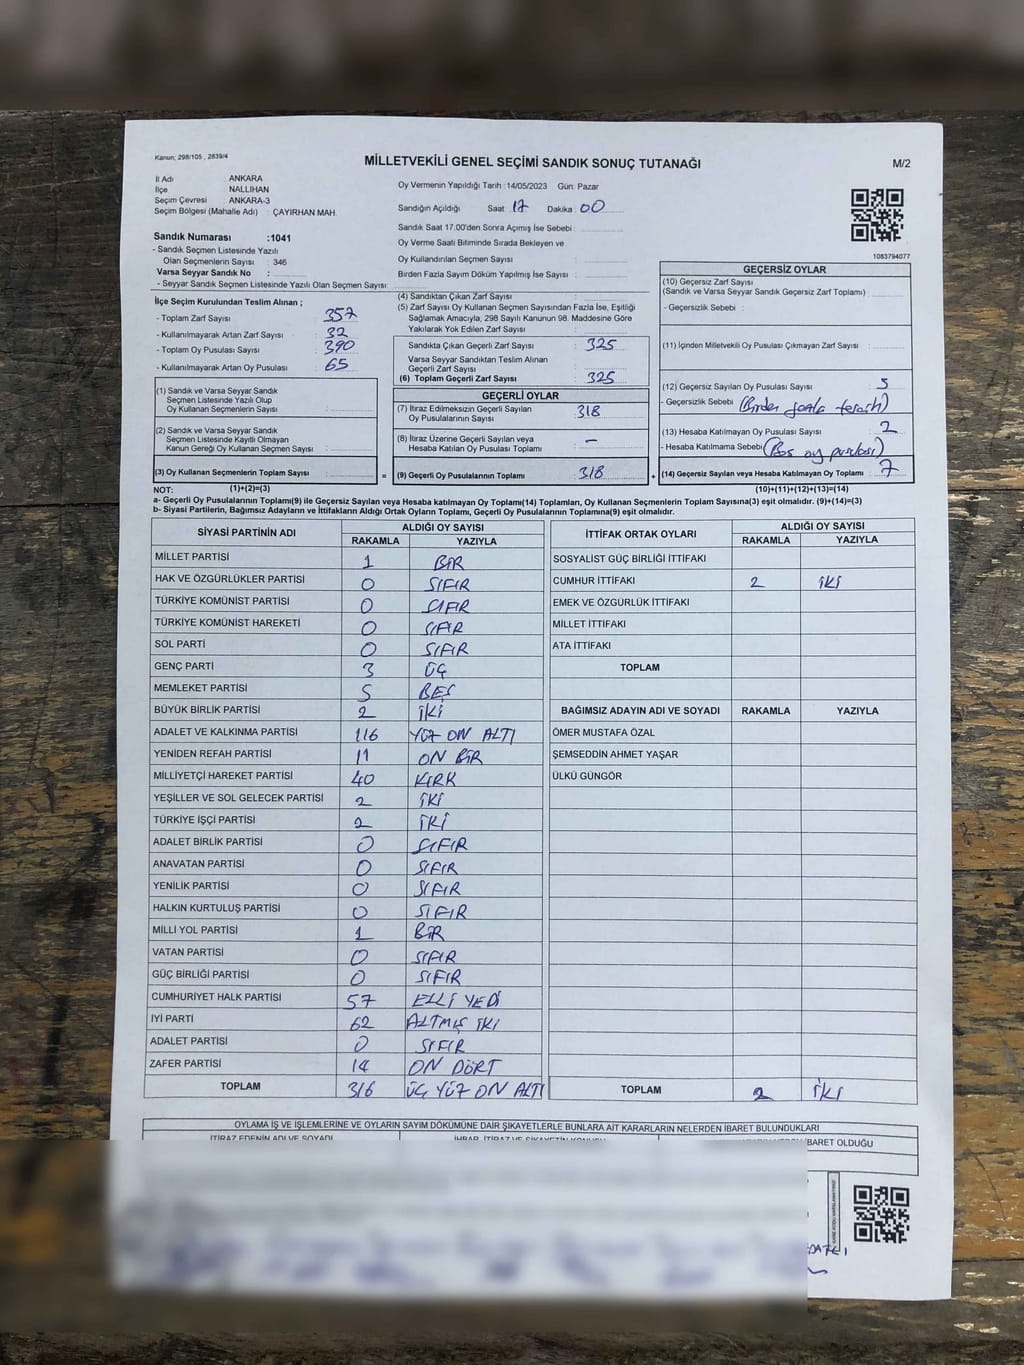 Kanun; 298/105 , 2839/4
MİLLETVEKİLİ GENEL SEÇİMİ SANDIK SONUÇ TUTANAĞI
M/2
İl Adı : ANKARA
İlçe : NALLIHAN
Seçim Çevresi : ANKARA-3
Seçim Bölgesi (Mahalle Adı) : ÇAYIRHAN MAH.
Sandık Numarası :1041
- Sandık Seçmen Listesinde Yazılı
Olan Seçmenlerin Sayısı : 346
Varsa Seyyar Sandık No :
- Seyyar Sandık Seçmen Listesinde Yazılı Olan Seçmen Sayısı:
Oy Vermenin Yapıldığı Tarih :14/05/2023 Gün: Pazar
Sandığın Açıldığı Saat 17 Dakika : 00
Sandık Saat 17.00'den Sonra Açımış İse Sebebi :
Oy Verme Saati Bitiminde Sırada Bekleyen ve
Oy Kullandırılan Seçmen Sayısı :
Birden Fazla Sayım Döküm Yapılmış İse Sayısı :
1083794077
İlçe Seçim Kurulundan Teslim Alınan ;
- Toplam Zarf Sayısı : 357
- Kullanılmayarak Artan Zarf Sayısı : 32
- Toplam Oy Pusulası Sayısı : 390
- Kullanılmayarak Artan Oy Pusulası : 65
(4) Sandıktan Çıkan Zarf Sayısı :
(5) Zarf Sayısı Oy Kullanan Seçmen Sayısından Fazla İse, Eşitliği
Sağlamak Amacıyla, 298 Sayılı Kanunun 98. Maddesine Göre
Yakılarak Yok Edilen Zarf Sayısı :
Sandıkta Çıkan Geçerli Zarf Sayısı : 325
Varsa Seyyar Sandıktan Teslim Alınan
Geçerli Zarf Sayısı :
(6) Toplam Geçerli Zarf Sayısı : 325
GEÇERSİZ OYLAR
(10) Geçersiz Zarf Sayısı
(Sandık ve Varsa Seyyar Sandık Geçersiz Zarf Toplamı) :
- Geçersizlik Sebebi :
(11) İçinden Milletvekili Oy Pusulası Çıkmayan Zarf Sayısı :
(12) Geçersiz Sayılan Oy Pusulası Sayısı : 5
- Geçersizlik Sebebi (Birden fazla tercih)
(13) Hesaba Katılmayan Oy Pusulası Sayısı : 2
- Hesaba Katılmama Sebebi (Boş oy pusulası)
(14) Geçersiz Sayılan veya Hesaba Katılmayan Oy Toplamı : 7
(1) Sandık ve Varsa Seyyar Sandık
Seçmen Listesinde Yazılı Olup
Oy Kullanan Seçmenlerin Sayısı :
(2) Sandık ve Varsa Seyyar Sandık
Seçmen Listesinde Kayıtlı Olmayan
Kanun Gereği Oy Kullanan Seçmen Sayısı :
(3) Oy Kullanan Seçmenlerin Toplam Sayısı :
GEÇERLİ OYLAR
(7) İtiraz Edilmeksizin Geçerli Sayılan
Oy Pusulalarının Sayısı : 318
(8) İtiraz Üzerine Geçerli Sayılan veya
Hesaba Katılan Oy Pusulaları Toplamı : -
= (9) Geçerli Oy Pusulalarının Toplamı : 318 +
NOT: (1)+(2)=(3) (10)+(11)+(12)+(13)=(14)
a- Geçerli Oy Pusulalarının Toplamı(9) ile Geçersiz Sayılan veya Hesaba katılmayan Oy Toplamı(14) Toplamları, Oy Kullanan Seçmenlerin Toplam Sayısına(3) eşit olmalıdır. (9)+(14)=(3)
b- Siyasi Partilerin, Bağımsız Adayların ve İttifakların Aldığı Ortak Oyların Toplamı, Geçerli Oy Pusulalarının Toplamına(9) eşit olmalıdır.
SİYASİ PARTİNİN ADI ALDIĞI OY SAYISI
RAKAMLA YAZIYLA
MİLLET PARTİSİ 1 BİR
HAK VE ÖZGÜRLÜKLER PARTİSİ 0 SIFIR
TÜRKİYE KOMÜNİST PARTİSİ 0 SIFIR
TÜRKİYE KOMÜNİST HAREKETİ 0 SIFIR
SOL PARTİ 0 SIFIR
GENÇ PARTİ 3 ÜÇ
MEMLEKET PARTİSİ 5 BEŞ
BÜYÜK BİRLİK PARTİSİ 2 İKİ
ADALET VE KALKINMA PARTİSİ 116 YÜZ ON ALTI
YENİDEN REFAH PARTİSİ 11 ON BİR
MİLLİYETÇİ HAREKET PARTİSİ 40 KIRK
YEŞİLLER VE SOL GELECEK PARTİSİ 2 İKİ
TÜRKİYE İŞÇİ PARTİSİ 2 İKİ
ADALET BİRLİK PARTİSİ 0 SIFIR
ANAVATAN PARTİSİ 0 SIFIR
YENİLİK PARTİSİ 0 SIFIR
HALKIN KURTULUŞ PARTİSİ 0 SIFIR
MİLLİ YOL PARTİSİ 1 BİR
VATAN PARTİSİ 0 SIFIR
GÜÇ BİRLİĞİ PARTİSİ 0 SIFIR
CUMHURİYET HALK PARTİSİ 57 ELLİ YEDİ
İYİ PARTİ 62 ALTMIŞ İKİ
ADALET PARTİSİ 0 SIFIR
ZAFER PARTİSİ 14 ON DÖRT
TOPLAM 316 ÜÇ YÜZ ON ALTI
İTTİFAK ORTAK OYLARI ALDIĞI OY SAYISI
RAKAMLA YAZIYLA
SOSYALİST GÜÇ BİRLİĞİ İTTİFAKI
CUMHUR İTTİFAKI 2 İKİ
EMEK VE ÖZGÜRLÜK İTTİFAKI
MİLLET İTTİFAKI
ATA İTTİFAKI
TOPLAM
BAĞIMSIZ ADAYIN ADI VE SOYADI RAKAMLA YAZIYLA
ÖMER MUSTAFA ÖZAL
ŞEMSEDDİN AHMET YAŞAR
ÜLKÜ GÜNGÖR
TOPLAM 2 İKİ
OYLAMA İŞ VE İŞLEMLERİNE VE OYLARIN SAYIM DÖKÜMÜNE DAİR ŞİKAYETLERLE BUNLARA AİT KARARLARIN NELERDEN İBARET BULUNDUKLARI
İTİRAZ EDENİN ADI VE SOYADI İHBAR, İTİRAZ VE ŞİKAYETİN KONUSU İBARET OLDUĞU